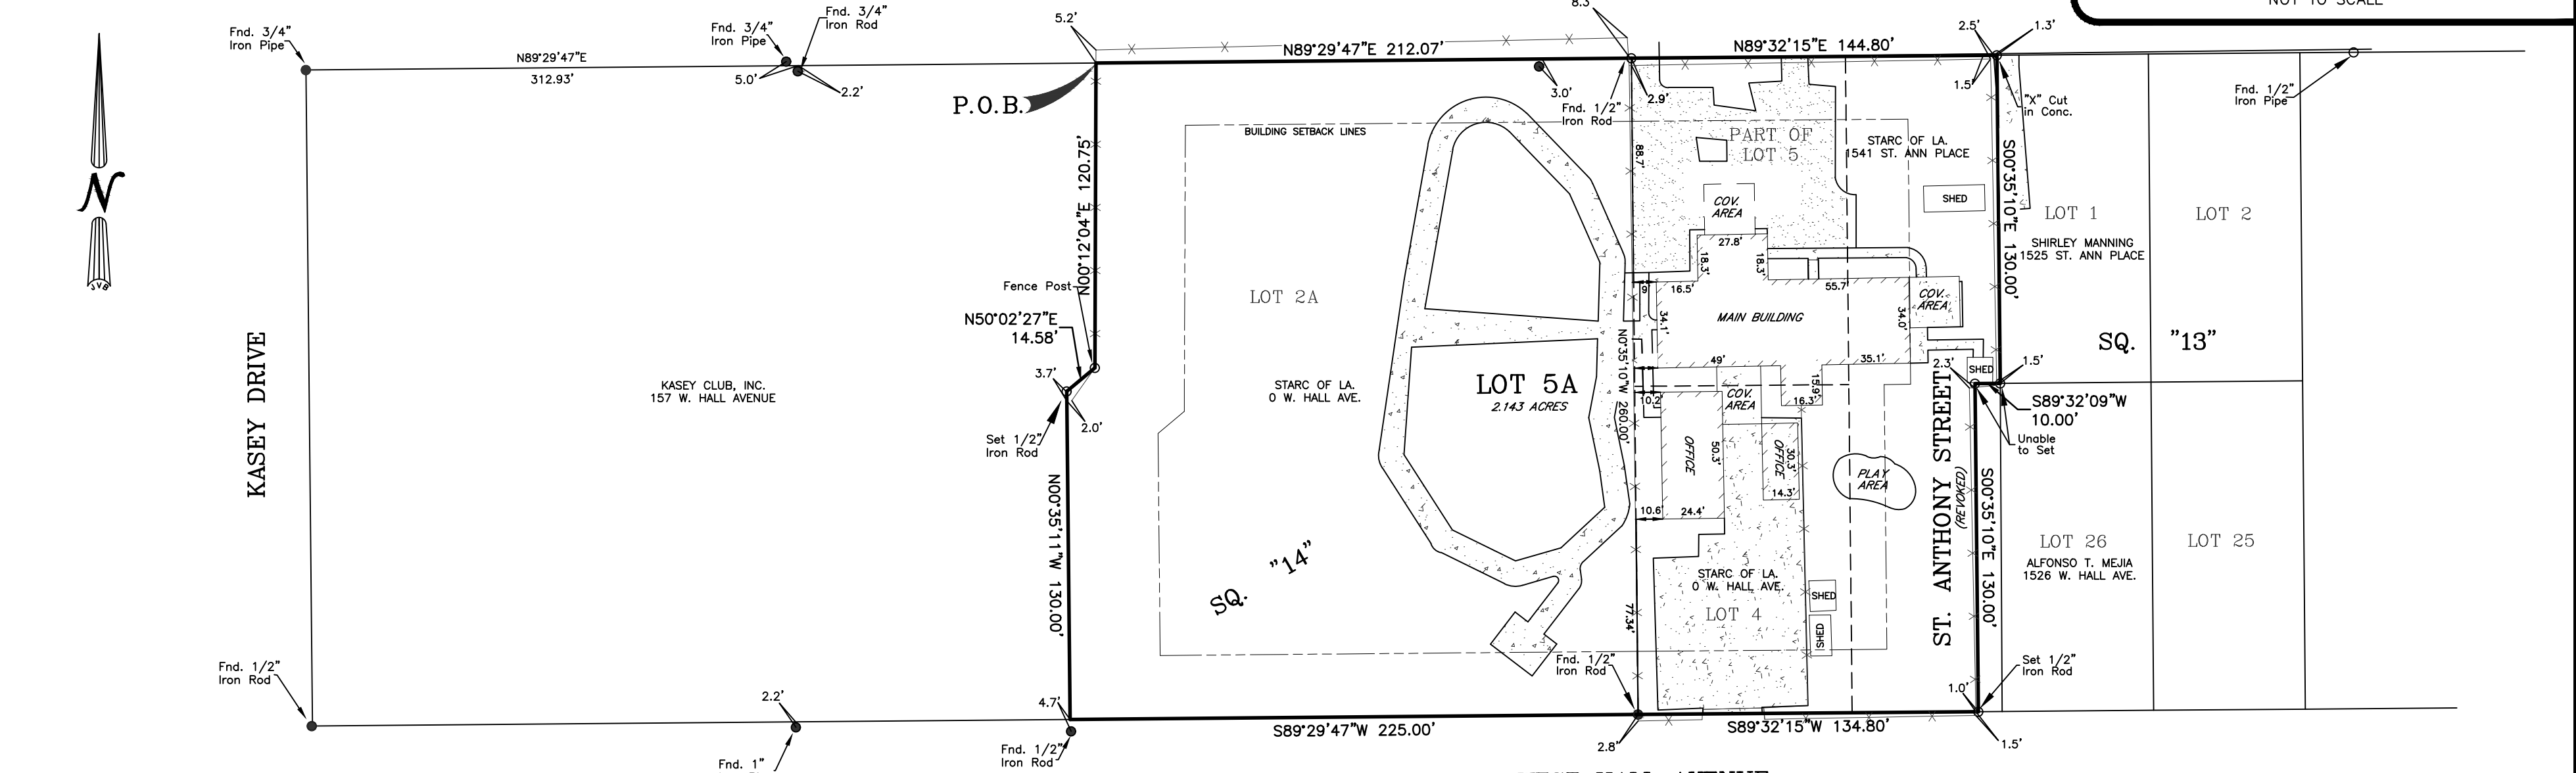 NOT TO SCALE
Fnd. 3/4"
Iron Pipe
N89°29'47"E
312.93'
Fnd. 3/4"
Iron Pipe
Fnd. 3/4"
Iron Rod
5.0'
2.2'
5.2'
P.O.B.
N89°29'47"E 212.07'
8.3'
3.0'
Fnd. 1/2"
Iron Rod
2.9'
N89°32'15"E 144.80'
2.5'
1.3'
1.5'
"X" Cut
in Conc.
Fnd. 1/2"
Iron Pipe
N
JVB
BUILDING SETBACK LINES
N00°12'04"E 120.75'
Fence Post
N50°02'27"E
14.58'
3.7'
2.0'
Set 1/2"
Iron Rod
N00°35'11"W 130.00'
KASEY DRIVE
KASEY CLUB, INC.
157 W. HALL AVENUE
LOT 2A
STARC OF LA.
0 W. HALL AVE.
LOT 5A
2.143 ACRES
SQ. "14"
88.7'
N0°35'10"W 260.00'
77.34'
PART OF
LOT 5
STARC OF LA.
1541 ST. ANN PLACE
SHED
COV.
AREA
27.8'
18.3'
18.3'
9'
16.5'
55.7'
34.1'
MAIN BUILDING
34.0'
COV.
AREA
49'
35.1'
15.9'
16.3'
10.2'
COV.
AREA
OFFICE
50.3'
OFFICE
30.3'
14.3'
10.6'
24.4'
PLAY
AREA
STARC OF LA.
0 W. HALL AVE.
LOT 4
SHED
SHED
2.3'
SHED
1.5'
S89°32'09"W
10.00'
Unable
to Set
ST. ANTHONY STREET
(REVOKED)
S00°35'10"E 130.00'
S00°35'10"E 130.00'
LOT 1
SHIRLEY MANNING
1525 ST. ANN PLACE
LOT 2
SQ. "13"
LOT 26
ALFONSO T. MEJIA
1526 W. HALL AVE.
LOT 25
Set 1/2"
Iron Rod
1.0'
1.5'
Fnd. 1/2"
Iron Rod
2.2'
Fnd. 1"
4.7'
Fnd. 1/2"
Iron Rod
S89°29'47"W 225.00'
Fnd. 1/2"
Iron Rod
2.8'
S89°32'15"W 134.80'